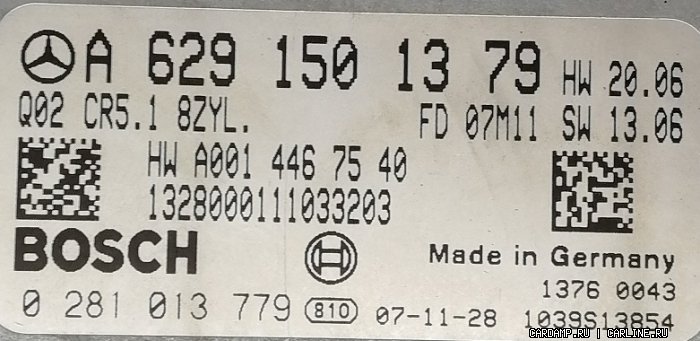 A 629 150 13 79 HW 20.06
Q02 CR5.1 8ZYL. FD 07M11 SW 13.06
HW A001 446 75 40
1328000111033203
BOSCH
Made in Germany
1376 0043
0 281 013 779 810 07-11-28 1039S13854
CARDAMP.RU | CARLINE.RU